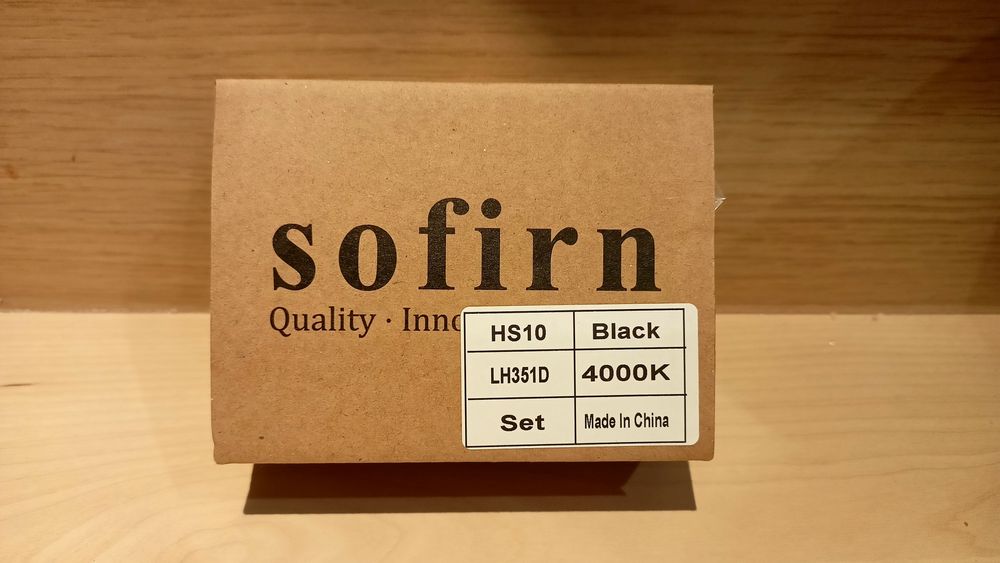 sofirn
Quality · Inno
HS10 Black
LH351D 4000K
Set Made In China